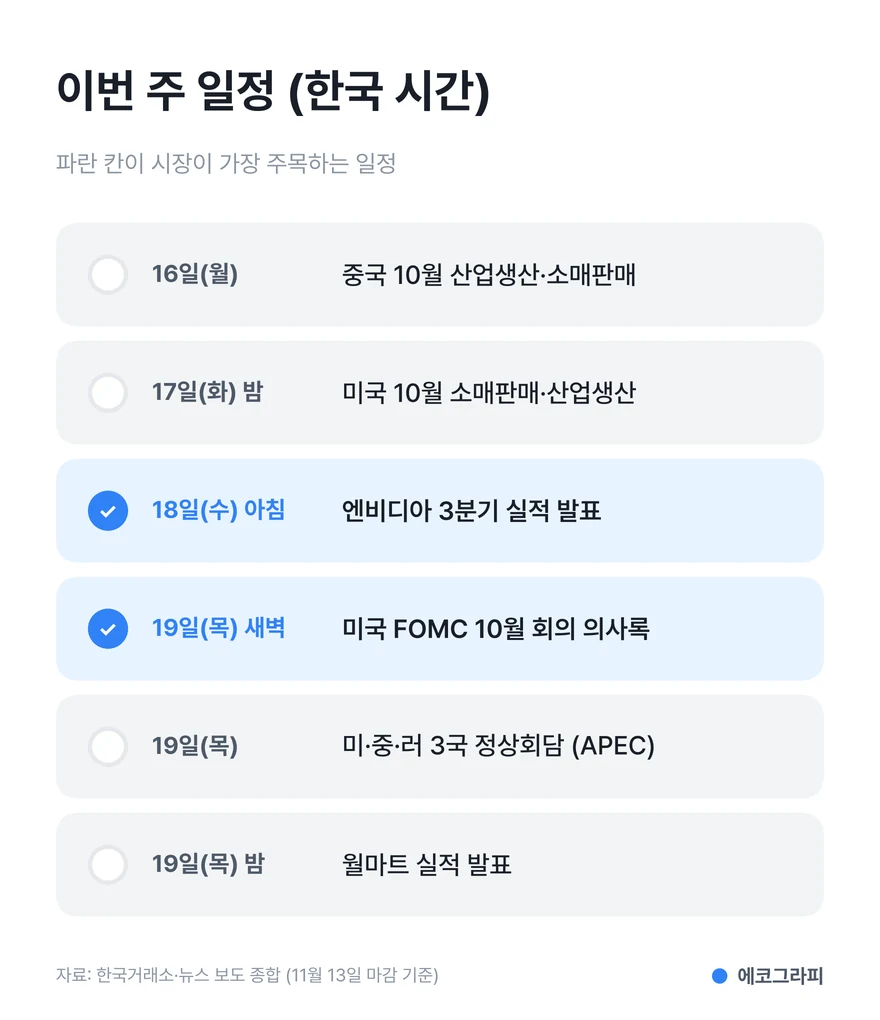 이번 주 일정 (한국 시간)
파란 칸이 시장이 가장 주목하는 일정
16일(월) 중국 10월 산업생산·소매판매
17일(화) 밤 미국 10월 소매판매·산업생산
18일(수) 아침 엔비디아 3분기 실적 발표
19일(목) 새벽 미국 FOMC 10월 회의 의사록
19일(목) 미·중·러 3국 정상회담 (APEC)
19일(목) 밤 월마트 실적 발표
자료: 한국거래소·뉴스 보도 종합 (11월 13일 마감 기준) 에코그라피